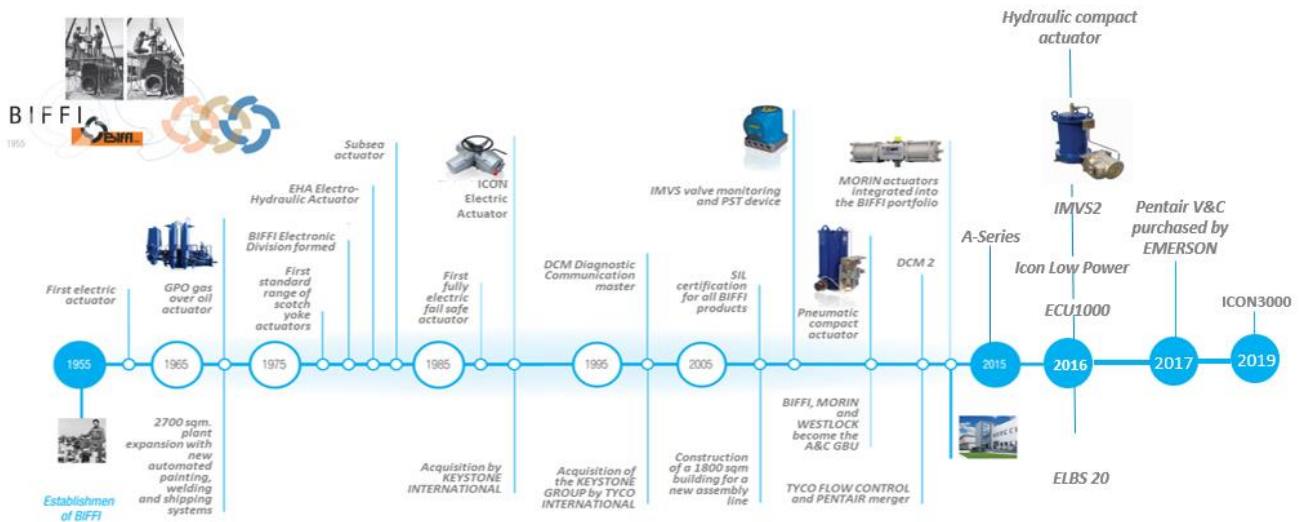 BIFFI
1955
BIFFI
Hydraulic compact
actuator
Subsea
actuator
EHA Electro-
Hydraulic Actuator
ICON
Electric
Actuator
IMVS valve monitoring
and PST device
MORIN actuators
integrated into
the BIFFI portfolio
IMVS2
Pentair V&C
purchased by
EMERSON
BIFFI Electronic
Division formed
A-Series
First electric
actuator
GPO gas
over oil
actuator
First
standard
range of
scotch
yoke
actuators
First
fully
electric
fail safe
actuator
DCM Diagnostic
Communication
master
SIL
certification
for all BIFFI
products
Pneumatic
compact
actuator
DCM 2
Icon Low Power
ECU1000
ICON3000
1955
1965
1975
1985
1995
2005
2015
2016
2017
2019
Establishmen
of BIFFI
2700 sqm.
plant
expansion with
new
automated
painting,
welding
and shipping
systems
Acquisition by
KEYSTONE
INTERNATIONAL
Acquisition of
the KEYSTONE
GROUP by TYCO
INTERNATIONAL
Construction
of a 1800 sqm
building for a
new assembly
line
BIFFI, MORIN
and
WESTLOCK
become the
A&C GBU
TYCO FLOW CONTROL
and PENTAIR merger
ELBS 20